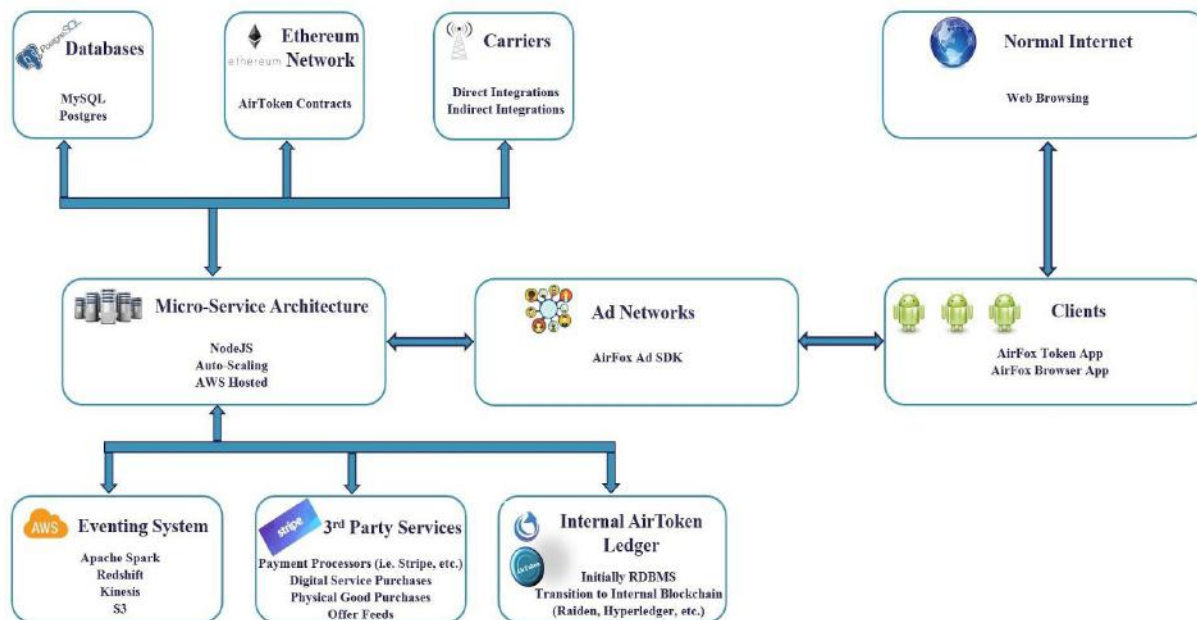 PostgreSQL
Databases
MySQL
Postgres
ethereum
Ethereum
Network
AirToken Contracts
Carriers
Direct Integrations
Indirect Integrations
Normal Internet
Web Browsing
Micro-Service Architecture
NodeJS
Auto-Scaling
AWS Hosted
Ad Networks
AirFox Ad SDK
Clients
AirFox Token App
AirFox Browser App
AWS
Eventing System
Apache Spark
Redshift
Kinesis
S3
stripe
3rd Party Services
Payment Processors (i.e. Stripe, etc.)
Digital Service Purchases
Physical Good Purchases
Offer Feeds
Internal AirToken
Ledger
AirToken
Initially RDBMS
Transition to Internal Blockchain
(Raiden, Hyperledger, etc.)